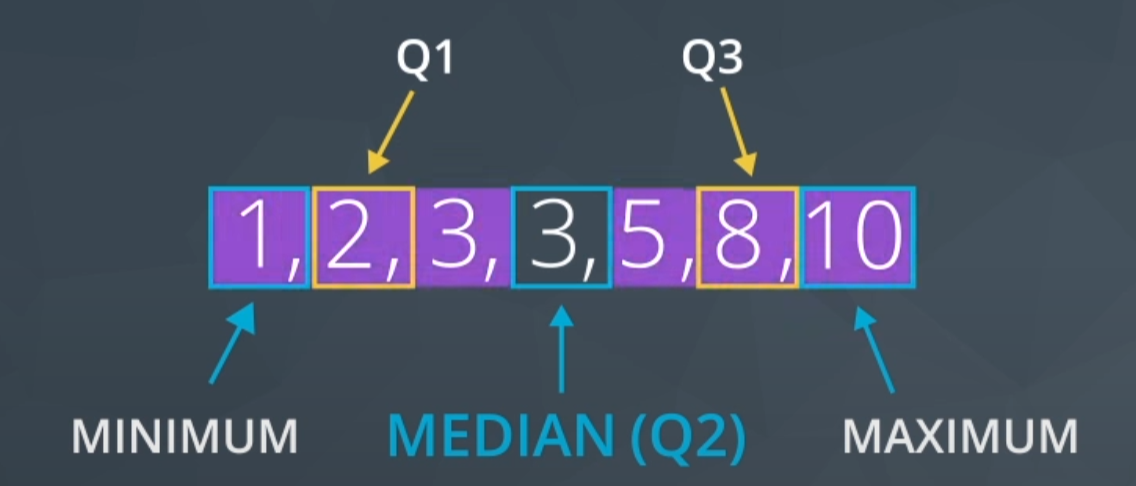 Q1 Q3
1, 2, 3, 3, 5, 8, 10
MINIMUM MEDIAN (Q2) MAXIMUM